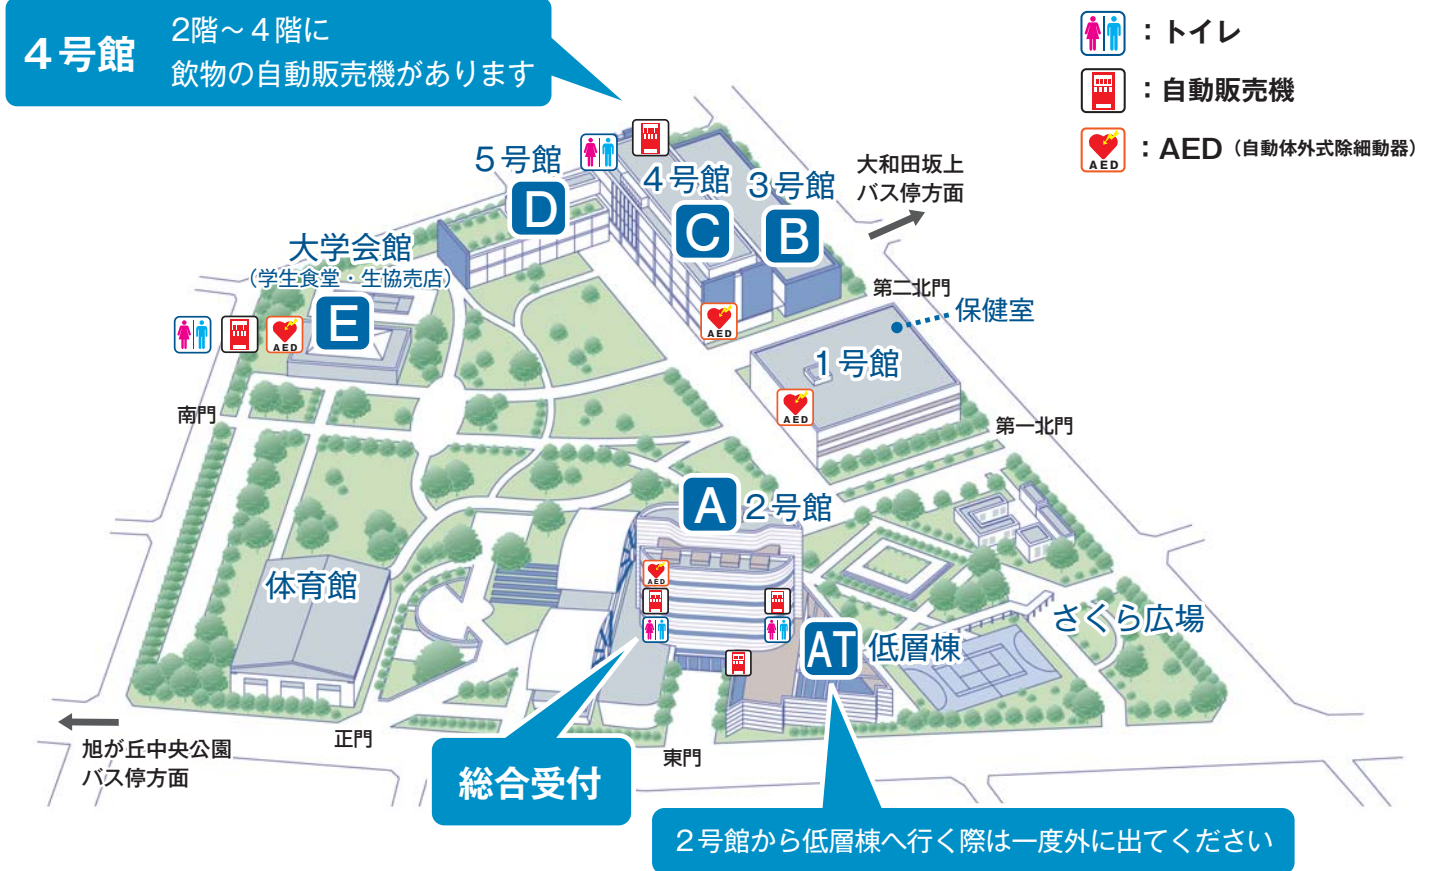 4号館
2階〜4階に
飲物の自動販売機があります
：トイレ
：自動販売機
AED
：AED（自動体外式除細動器）
5号館
D
4号館
C
3号館
B
大和田坂上
バス停方面
大学会館
（学生食堂・生協売店）
E
AED
AED
第二北門
保健室
1号館
AED
南門
第一北門
A 2号館
体育館
AED
さくら広場
AT 低層棟
旭が丘中央公園
バス停方面
正門
東門
総合受付
2号館から低層棟へ行く際は一度外に出てください